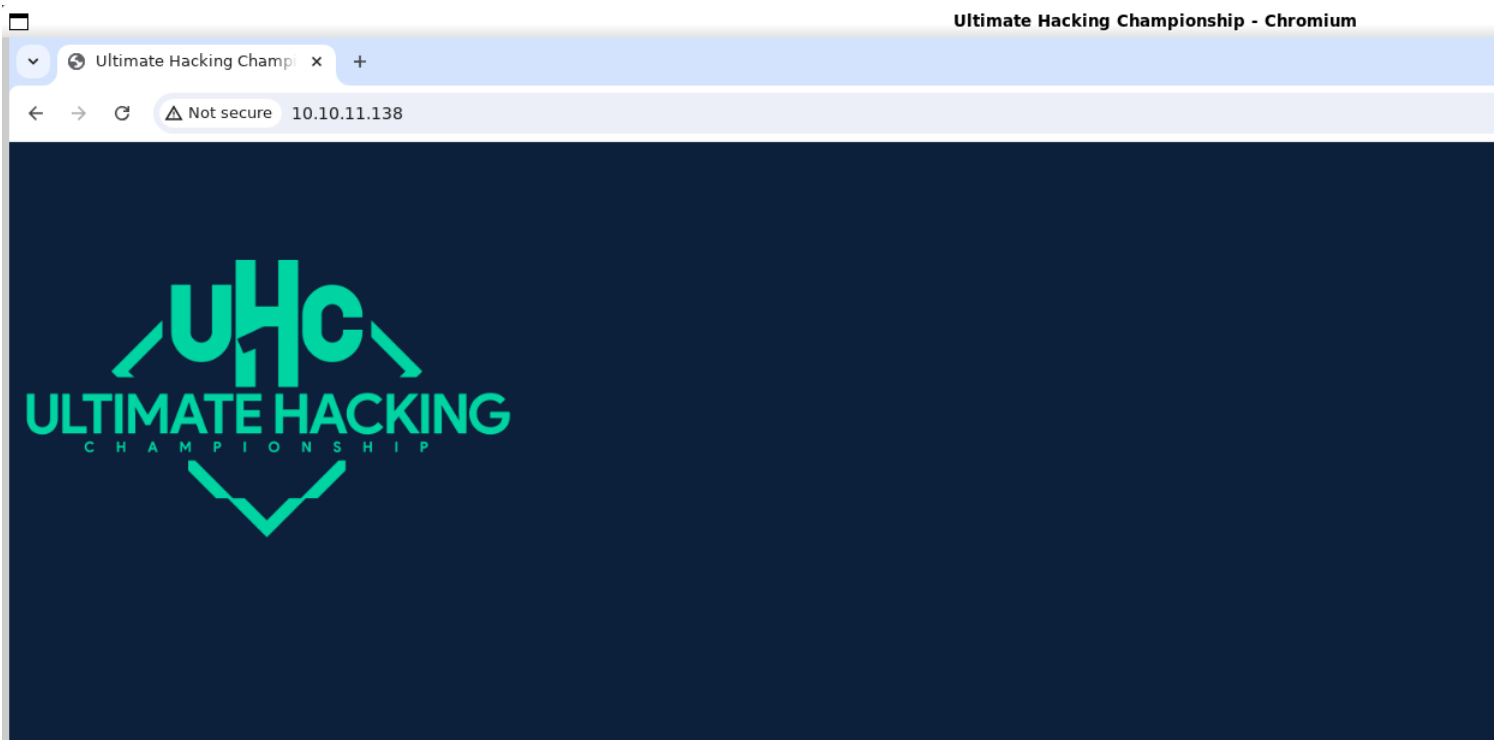 Ultimate Hacking Championship - Chromium
Ultimate Hacking Champi
Not secure 10.10.11.138
UHC
ULTIMATE HACKING
CHAMPIONSHIP